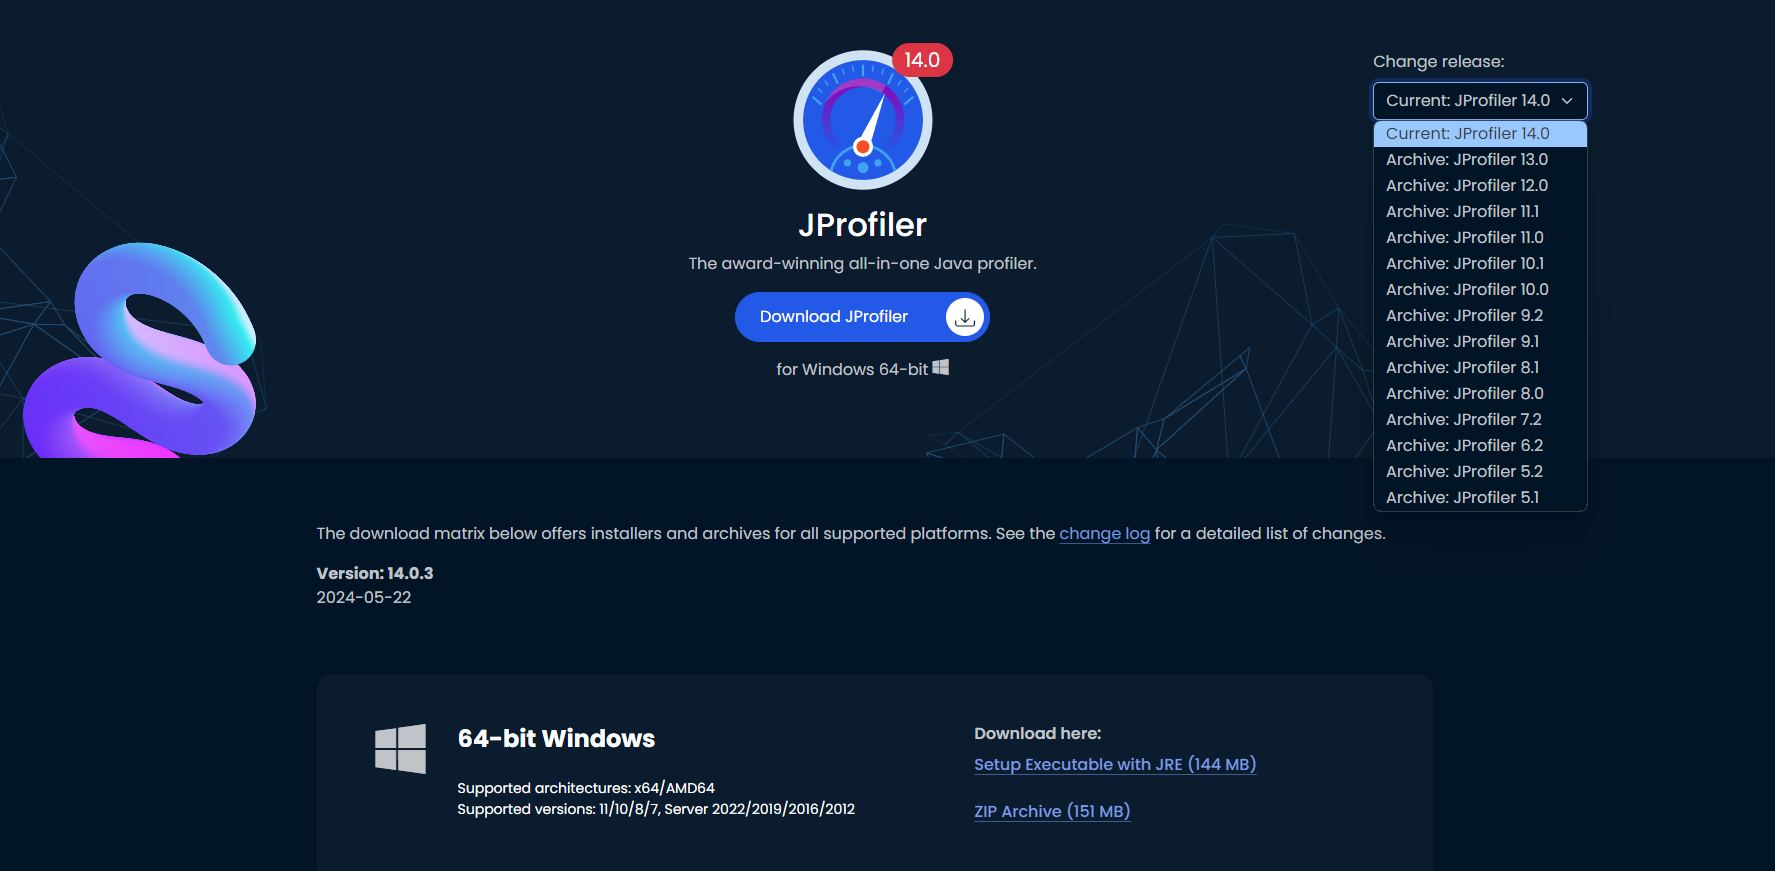 14.0
JProfiler
The award-winning all-in-one Java profiler.
Download JProfiler
for Windows 64-bit
Change release:
Current: JProfiler 14.0
Current: JProfiler 14.0
Archive: JProfiler 13.0
Archive: JProfiler 12.0
Archive: JProfiler 11.1
Archive: JProfiler 11.0
Archive: JProfiler 10.1
Archive: JProfiler 10.0
Archive: JProfiler 9.2
Archive: JProfiler 9.1
Archive: JProfiler 8.1
Archive: JProfiler 8.0
Archive: JProfiler 7.2
Archive: JProfiler 6.2
Archive: JProfiler 5.2
Archive: JProfiler 5.1
The download matrix below offers installers and archives for all supported platforms. See the change log for a detailed list of changes.
Version: 14.0.3
2024-05-22
64-bit Windows
Supported architectures: x64/AMD64
Supported versions: 11/10/8/7, Server 2022/2019/2016/2012
Download here:
Setup Executable with JRE (144 MB)
ZIP Archive (151 MB)